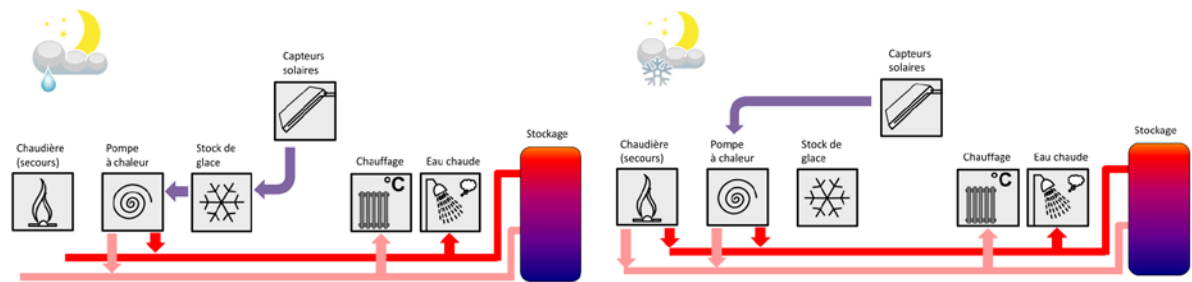 Capteurs
solaires
Stockage
Chaudière
(secours)
Pompe
à chaleur
Stock de
glace
Chauffage
Eau chaude
°C
Capteurs
solaires
Stockage
Chaudière
(secours)
Pompe
à chaleur
Stock de
glace
Chauffage
Eau chaude
°C